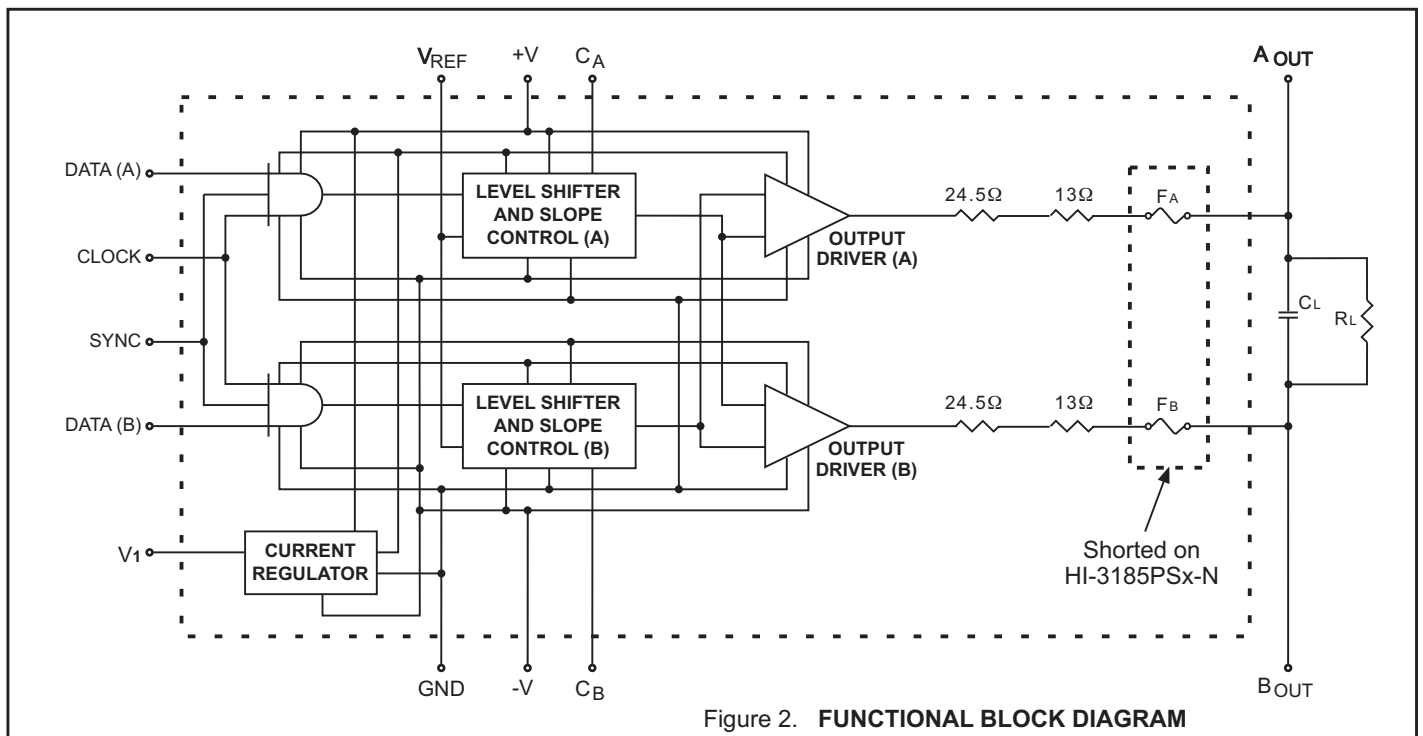 VREF
+V
CA
A OUT
DATA (A)
CLOCK
SYNC
DATA (B)
V1
LEVEL SHIFTER
AND SLOPE
CONTROL (A)
OUTPUT
DRIVER (A)
24.5Ω
13Ω
FA
CL
RL
LEVEL SHIFTER
AND SLOPE
CONTROL (B)
OUTPUT
DRIVER (B)
24.5Ω
13Ω
FB
CURRENT
REGULATOR
Shorted on
HI-3185PSx-N
GND
-V
CB
BOUT
Figure 2. FUNCTIONAL BLOCK DIAGRAM